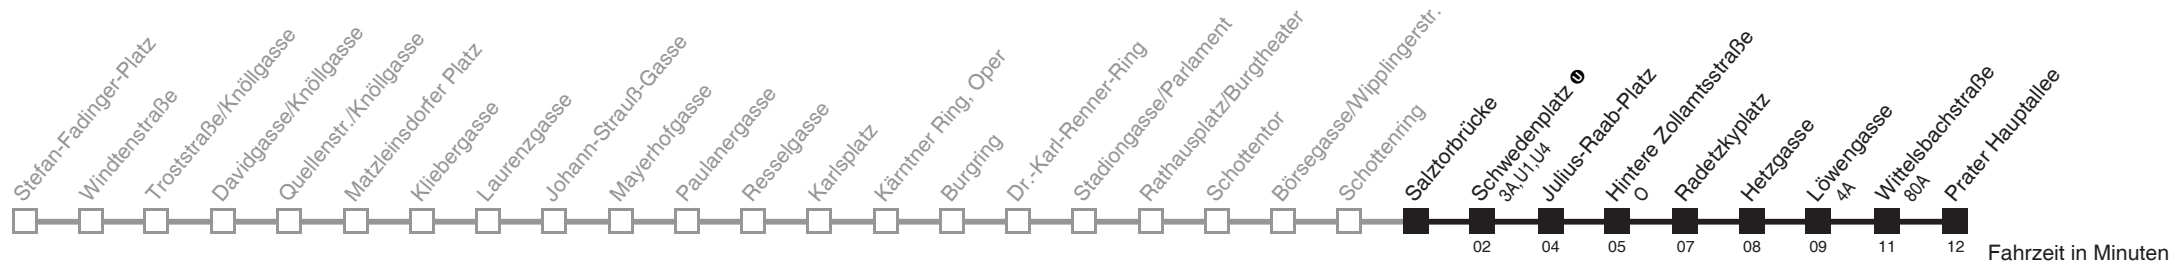 Stefan-Fadinger-Platz
Windtenstraße
Troststraße/Knöllgasse
Davidgasse/Knöllgasse
Quellenstr./Knöllgasse
Matzleinsdorfer Platz
Kliebergasse
Laurenzgasse
Johann-Strauß-Gasse
Mayerhofgasse
Paulanergasse
Resselgasse
Karlsplatz
Kärntner Ring, Oper
Burgring
Dr.-Karl-Renner-Ring
Stadiongasse/Parlament
Rathausplatz/Burgtheater
Schottentor
Börsegasse/Wipplingerstr.
Schottenring
Salztorbrücke
Schwedenplatz U
3A,U1,U4
Julius-Raab-Platz
Hintere Zollamtsstraße
O
Radetzkyplatz
Hetzgasse
Löwengasse
4A
Wittelsbachstraße
80A
Prater Hauptallee
02 04 05 07 08 09 11 12 Fahrzeit in Minuten